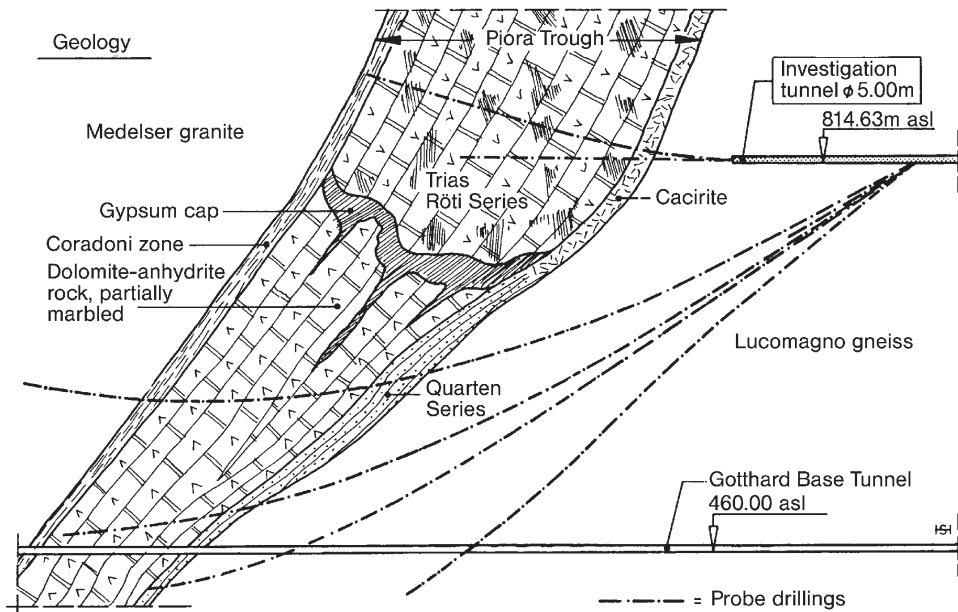 Geology
Piora Trough
Investigation
tunnel ϕ 5.00m
814.63m asl
Medelser granite
Trias
Röti Series
Cacirite
Gypsum cap
Coradoni zone
Dolomite-anhydrite
rock, partially
marbled
Lucomagno gneiss
Quarten
Series
Gotthard Base Tunnel
460.00 asl
ISI
= Probe drillings